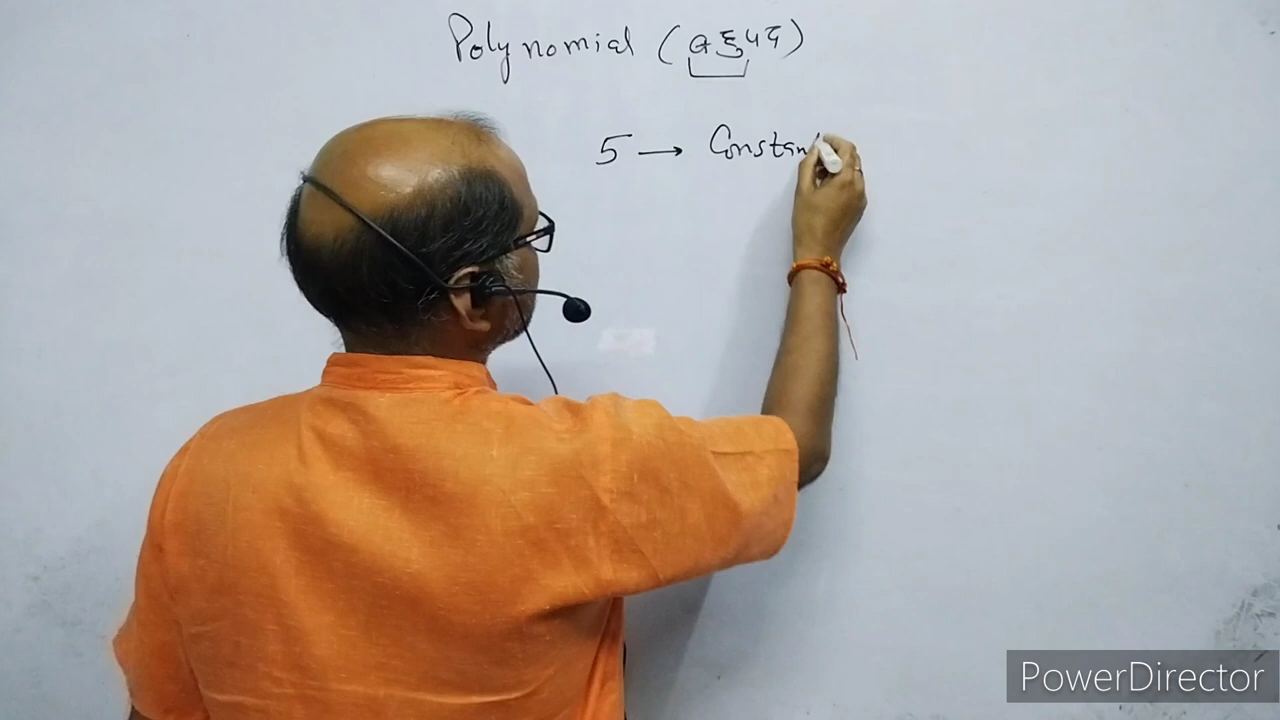 Polynomial (बहुपद)
5 → Constan
PowerDirector